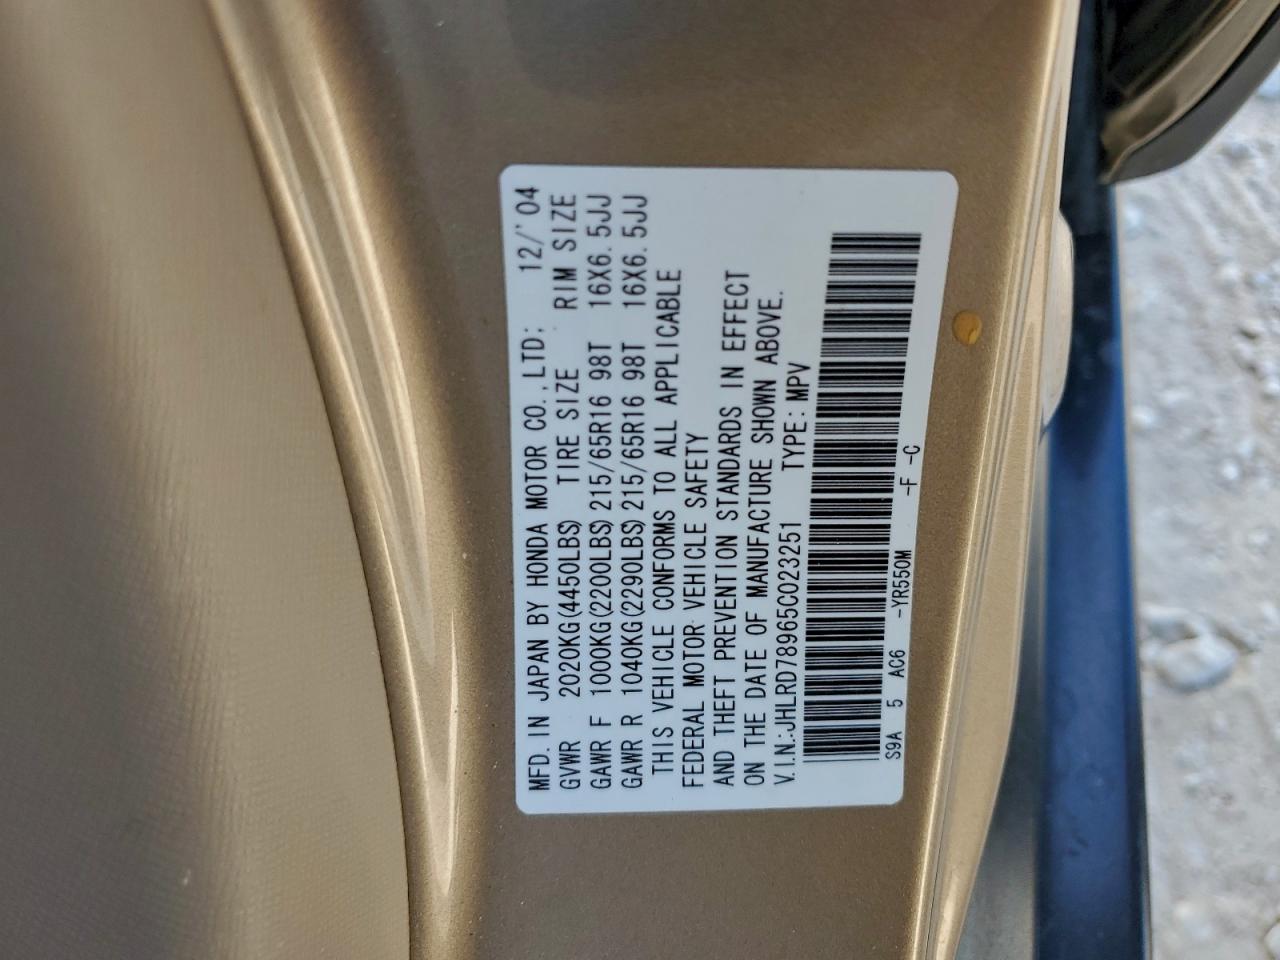 MFD. IN JAPAN BY HONDA MOTOR CO., LTD; 12/'04
GVWR 2020KG(4450LBS) TIRE SIZE RIM SIZE
GAWR F 1000KG(2200LBS) 215/65R16 98T 16X6.5JJ
GAWR R 1040KG(2290LBS) 215/65R16 98T 16X6.5JJ
THIS VEHICLE CONFORMS TO ALL APPLICABLE
FEDERAL MOTOR VEHICLE SAFETY
AND THEFT PREVENTION STANDARDS IN EFFECT
ON THE DATE OF MANUFACTURE SHOWN ABOVE.
V.I.N.:JHLRD78965C023251 TYPE:MPV
S9A 5 AC6 -YR550M -F -C